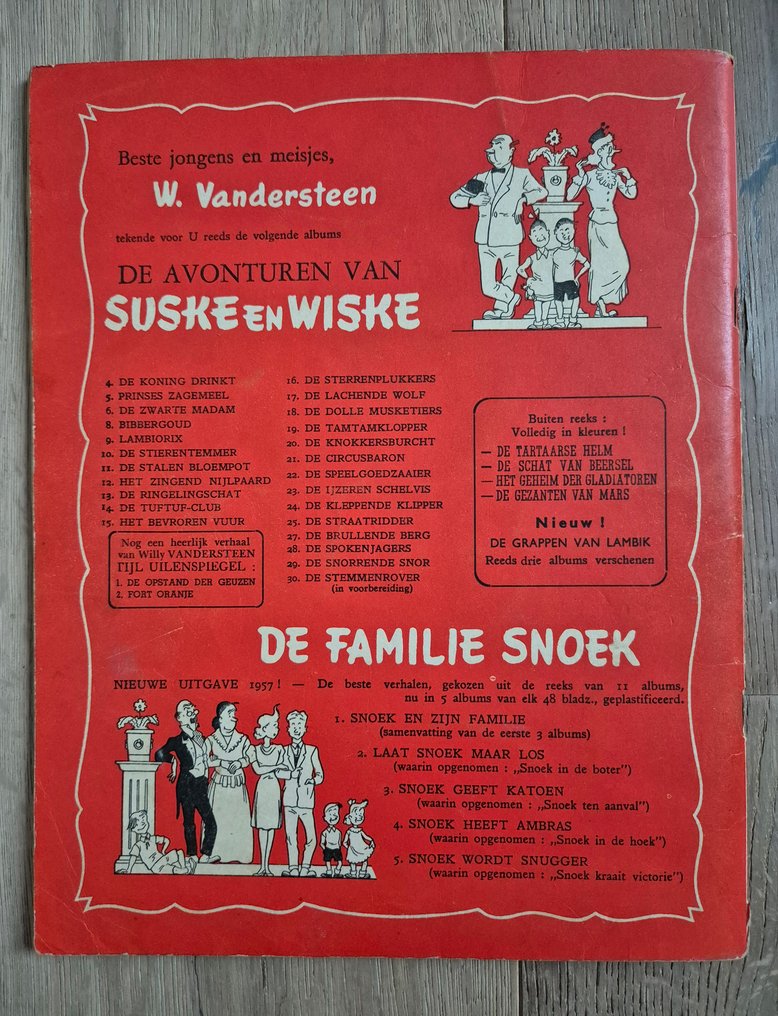 Beste jongens en meisjes,
W. Vandersteen
tekende voor U reeds de volgende albums
DE AVONTUREN VAN
SUSKE EN WISKE
4. DE KONING DRINKT
5. PRINSES ZAGEMEEL
6. DE ZWARTE MADAM
8. BIBBERGOUD
9. LAMBIORIX
10. DE STIERENTEMMER
11. DE STALEN BLOEMPOT
12. HET ZINGEND NIJLPAARD
13. DE RINGELINGSCHAT
14. DE TUFTUF-CLUB
15. HET BEVROREN VUUR
Nog een heerlijk verhaal
van Willy VANDERSTEEN
TIJL UILENSPIEGEL :
1. DE OPSTAND DER GEUZEN
2. FORT ORANJE
16. DE STERRENPLUKKERS
17. DE LACHENDE WOLF
18. DE DOLLE MUSKETIERS
19. DE TAMTAMKLOPPER
20. DE KNOKKERSBURCHT
21. DE CIRCUSBARON
22. DE SPEELGOEDZAAIER
23. DE IJZEREN SCHELVIS
24. DE KLEPPENDE KLIPPER
25. DE STRAATRIDDER
27. DE BRULLENDE BERG
28. DE SPOKENJAGERS
29. DE SNORRENDE SNOR
30. DE STEMMENROVER
(in voorbereiding)
Buiten reeks :
Volledig in kleuren !
— DE TARTAARSE HELM
— DE SCHAT VAN BEERSEL
— HET GEHEIM DER GLADIATOREN
— DE GEZANTEN VAN MARS
Nieuw !
DE GRAPPEN VAN LAMBIK
Reeds drie albums verschenen
DE FAMILIE SNOEK
NIEUWE UITGAVE 1957 ! — De beste verhalen, gekozen uit de reeks van 11 albums,
nu in 5 albums van elk 48 bladz., geplastificeerd.
1. SNOEK EN ZIJN FAMILIE
(samenvatting van de eerste 3 albums)
2. LAAT SNOEK MAAR LOS
(waarin opgenomen : „Snoek in de boter")
3. SNOEK GEEFT KATOEN
(waarin opgenomen : „Snoek ten aanval")
4. SNOEK HEEFT AMBRAS
(waarin opgenomen : „Snoek in de hoek")
5. SNOEK WORDT SNUGGER
(waarin opgenomen : „Snoek kraait victorie")